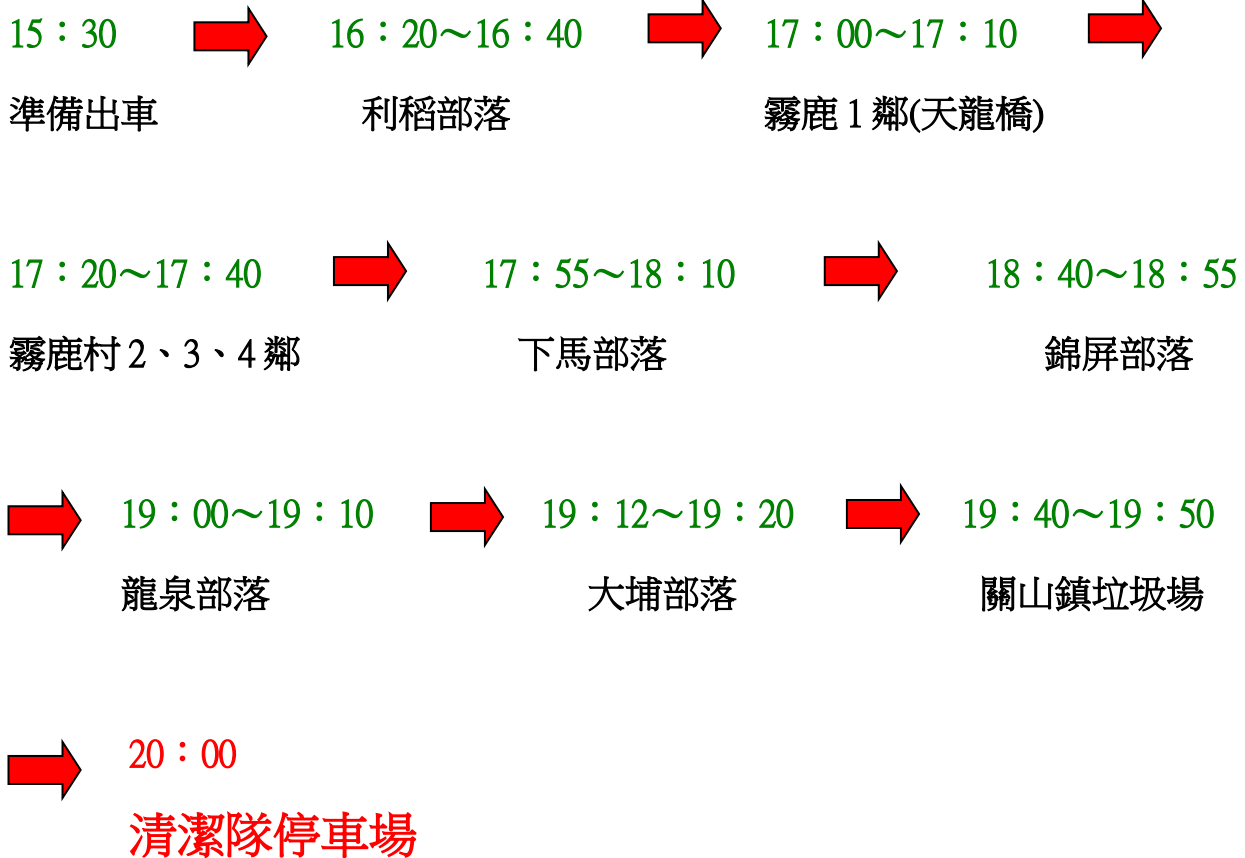 15：30 16：20～16：40 17：00～17：10
準備出車 利稻部落 霧鹿 1 鄰(天龍橋)
17：20～17：40 17：55～18：10 18：40～18：55
霧鹿村 2、3、4 鄰 下馬部落 錦屏部落
19：00～19：10 19：12～19：20 19：40～19：50
龍泉部落 大埔部落 關山鎮垃圾場
20：00
清潔隊停車場